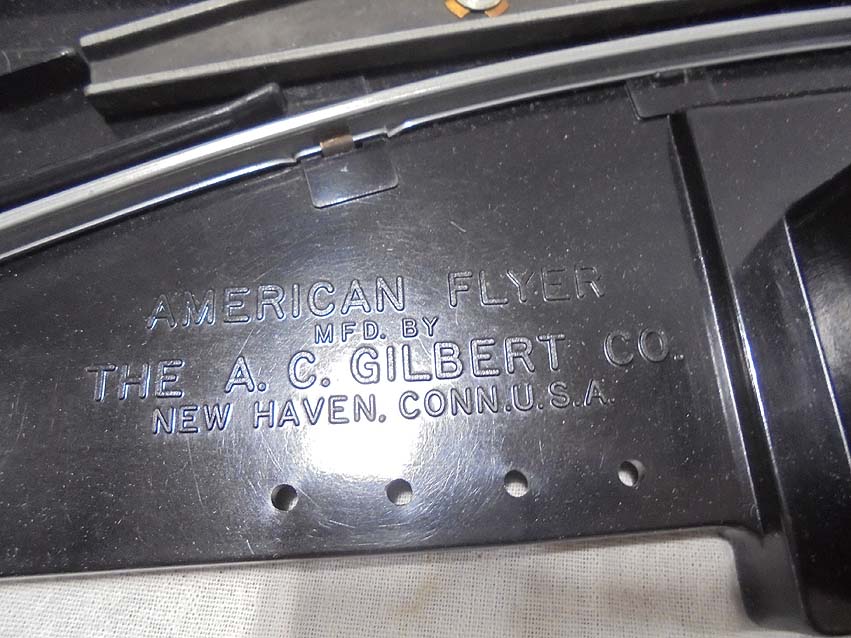 AMERICAN FLYER
MFD. BY
THE A. C. GILBERT CO.
NEW HAVEN, CONN. U.S.A.